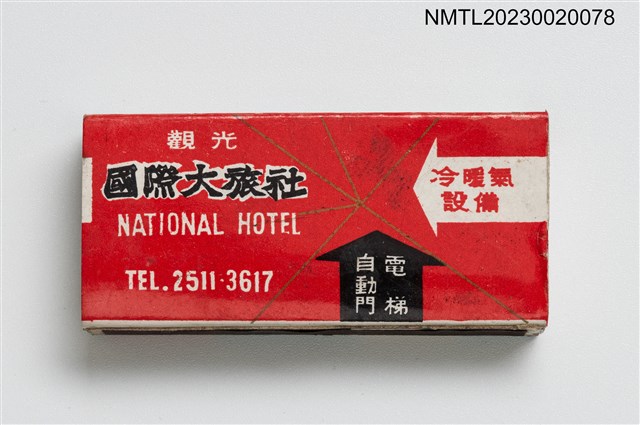 NMTL20230020078
觀光
國際大旅社
NATIONAL HOTEL
TEL.2511·3617
冷暖氣
設備
電梯
自動門